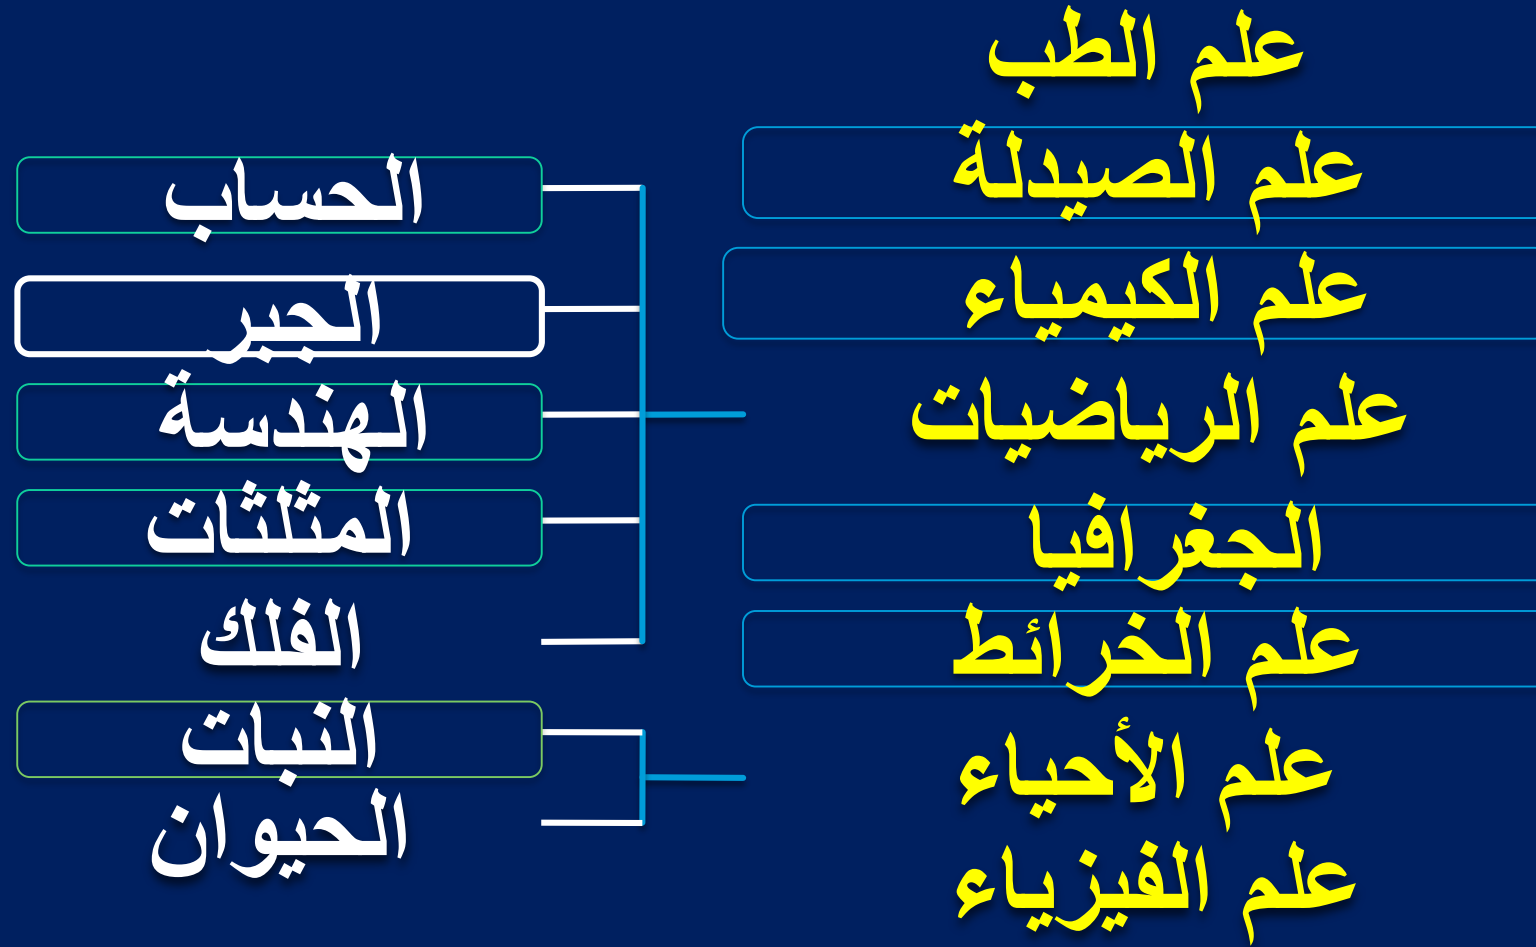 علم الطب
علم الصيدلة
علم الكيمياء
علم الرياضيات
الجغرافيا
علم الخرائط
علم الأحياء
علم الفيزياء
الحساب
الجبر
الهندسة
المثلثات
الفلك
النبات
الحيوان